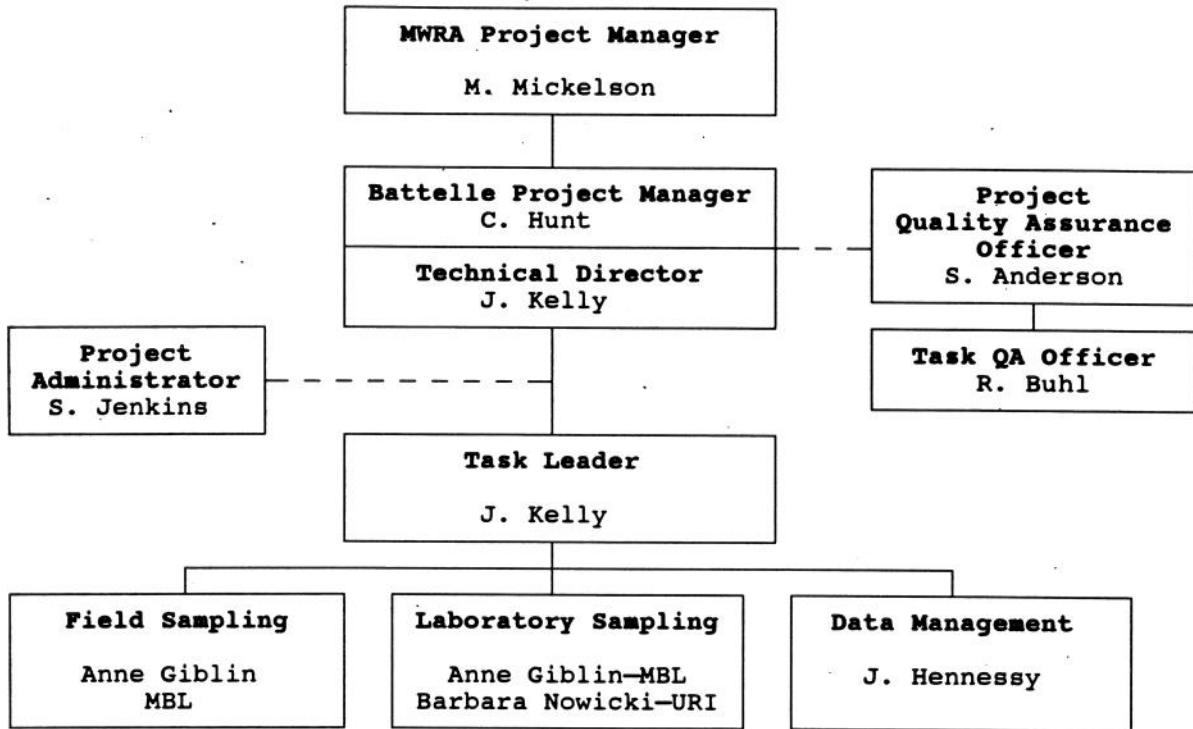 MWRA Project Manager
M. Mickelson
Battelle Project Manager
C. Hunt
Technical Director
J. Kelly
Project
Quality Assurance
Officer
S. Anderson
Task QA Officer
R. Buhl
Project
Administrator
S. Jenkins
Task Leader
J. Kelly
Field Sampling
Anne Giblin
MBL
Laboratory Sampling
Anne Giblin—MBL
Barbara Nowicki—URI
Data Management
J. Hennessy